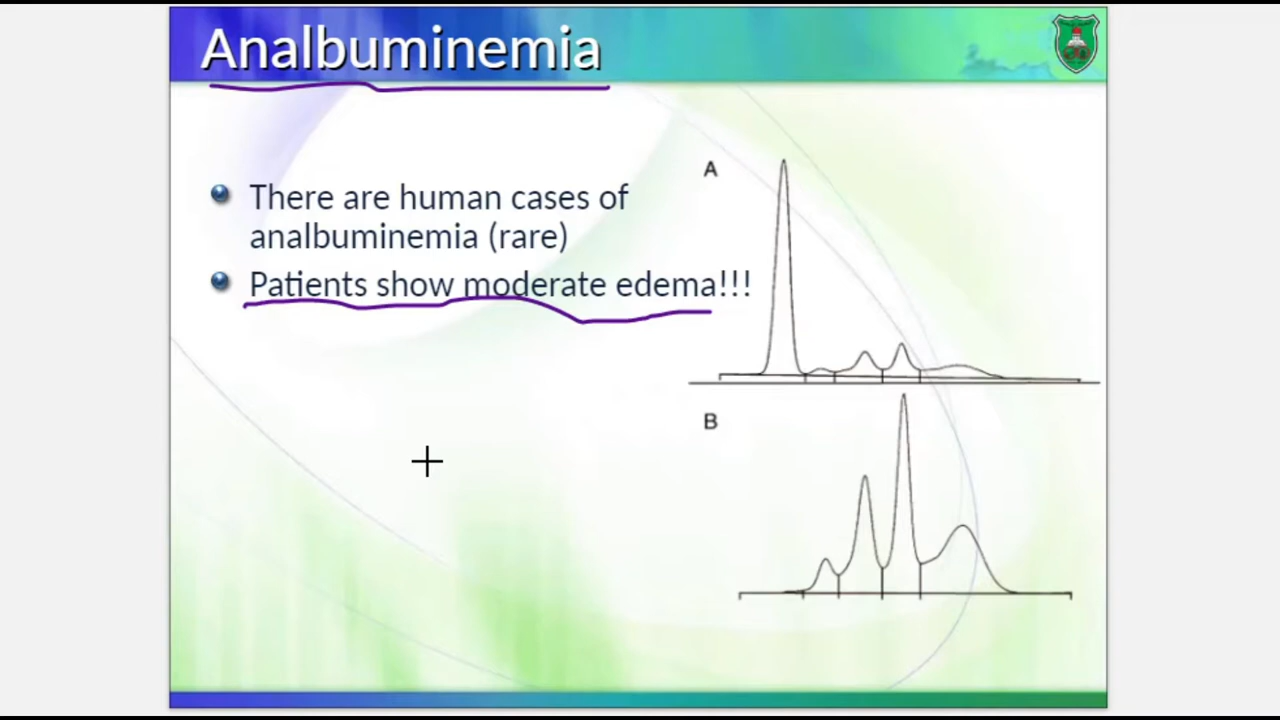 Analbuminemia
There are human cases of
analbuminemia (rare)
Patients show moderate edema!!!
A
B